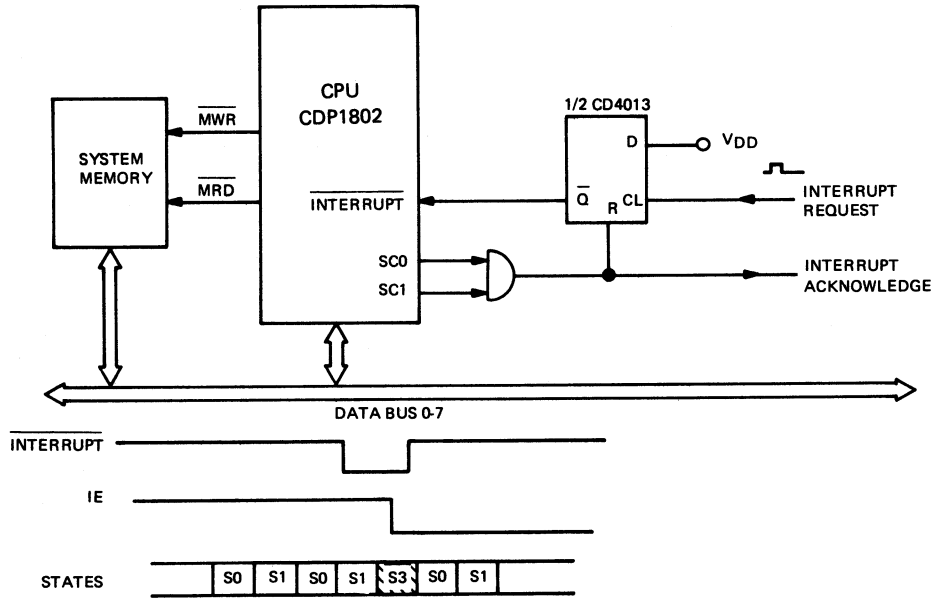 CPU
CDP1802
1/2 CD4013
MWR
D
VDD
SYSTEM
MEMORY
MRD
INTERRUPT
Q
R
CL
INTERRUPT
REQUEST
SC0
SC1
INTERRUPT
ACKNOWLEDGE
DATA BUS 0-7
INTERRUPT
IE
STATES
S0
S1
S0
S1
S3
S0
S1